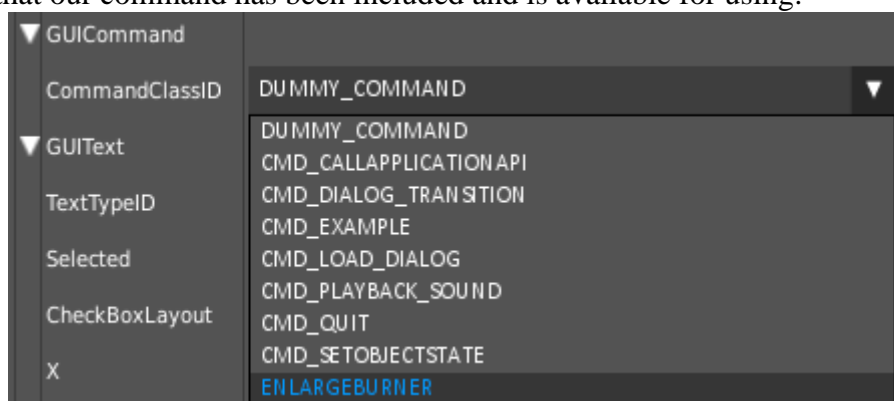 that our command has been included and is available for using.
GUICommand
CommandClassID DUMMY_COMMAND
DUMMY_COMMAND
GUIText
CMD_CALLAPPLICATIONAPI
TextTypeID
CMD_DIALOG_TRANSITION
CMD_EXAMPLE
Selected
CMD_LOAD_DIALOG
CMD_PLAYBACK_SOUND
CheckBoxLayout
CMD_QUIT
CMD_SETOBJECTSTATE
X
ENLARGEBURNER